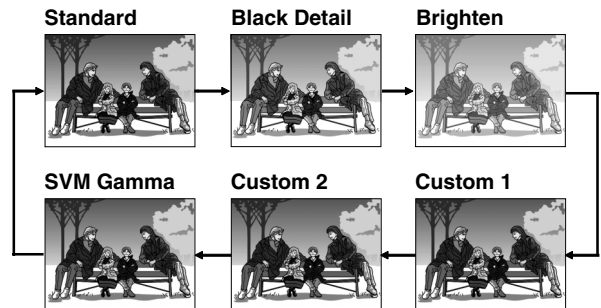 Standard
Black Detail
Brighten
SVM Gamma
Custom 2
Custom 1